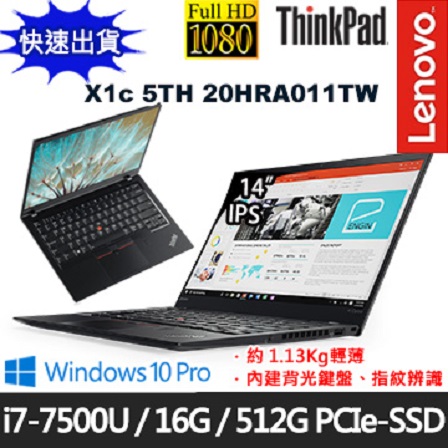 快速出貨
Full HD
1080
ThinkPad
Lenovo
X1c 5TH 20HRA011TW
14"
IPS
ENGIN
・約 1.13Kg輕薄
・內建背光鍵盤、指紋辨識
Windows 10 Pro
i7-7500U / 16G / 512G PCIe-SSD